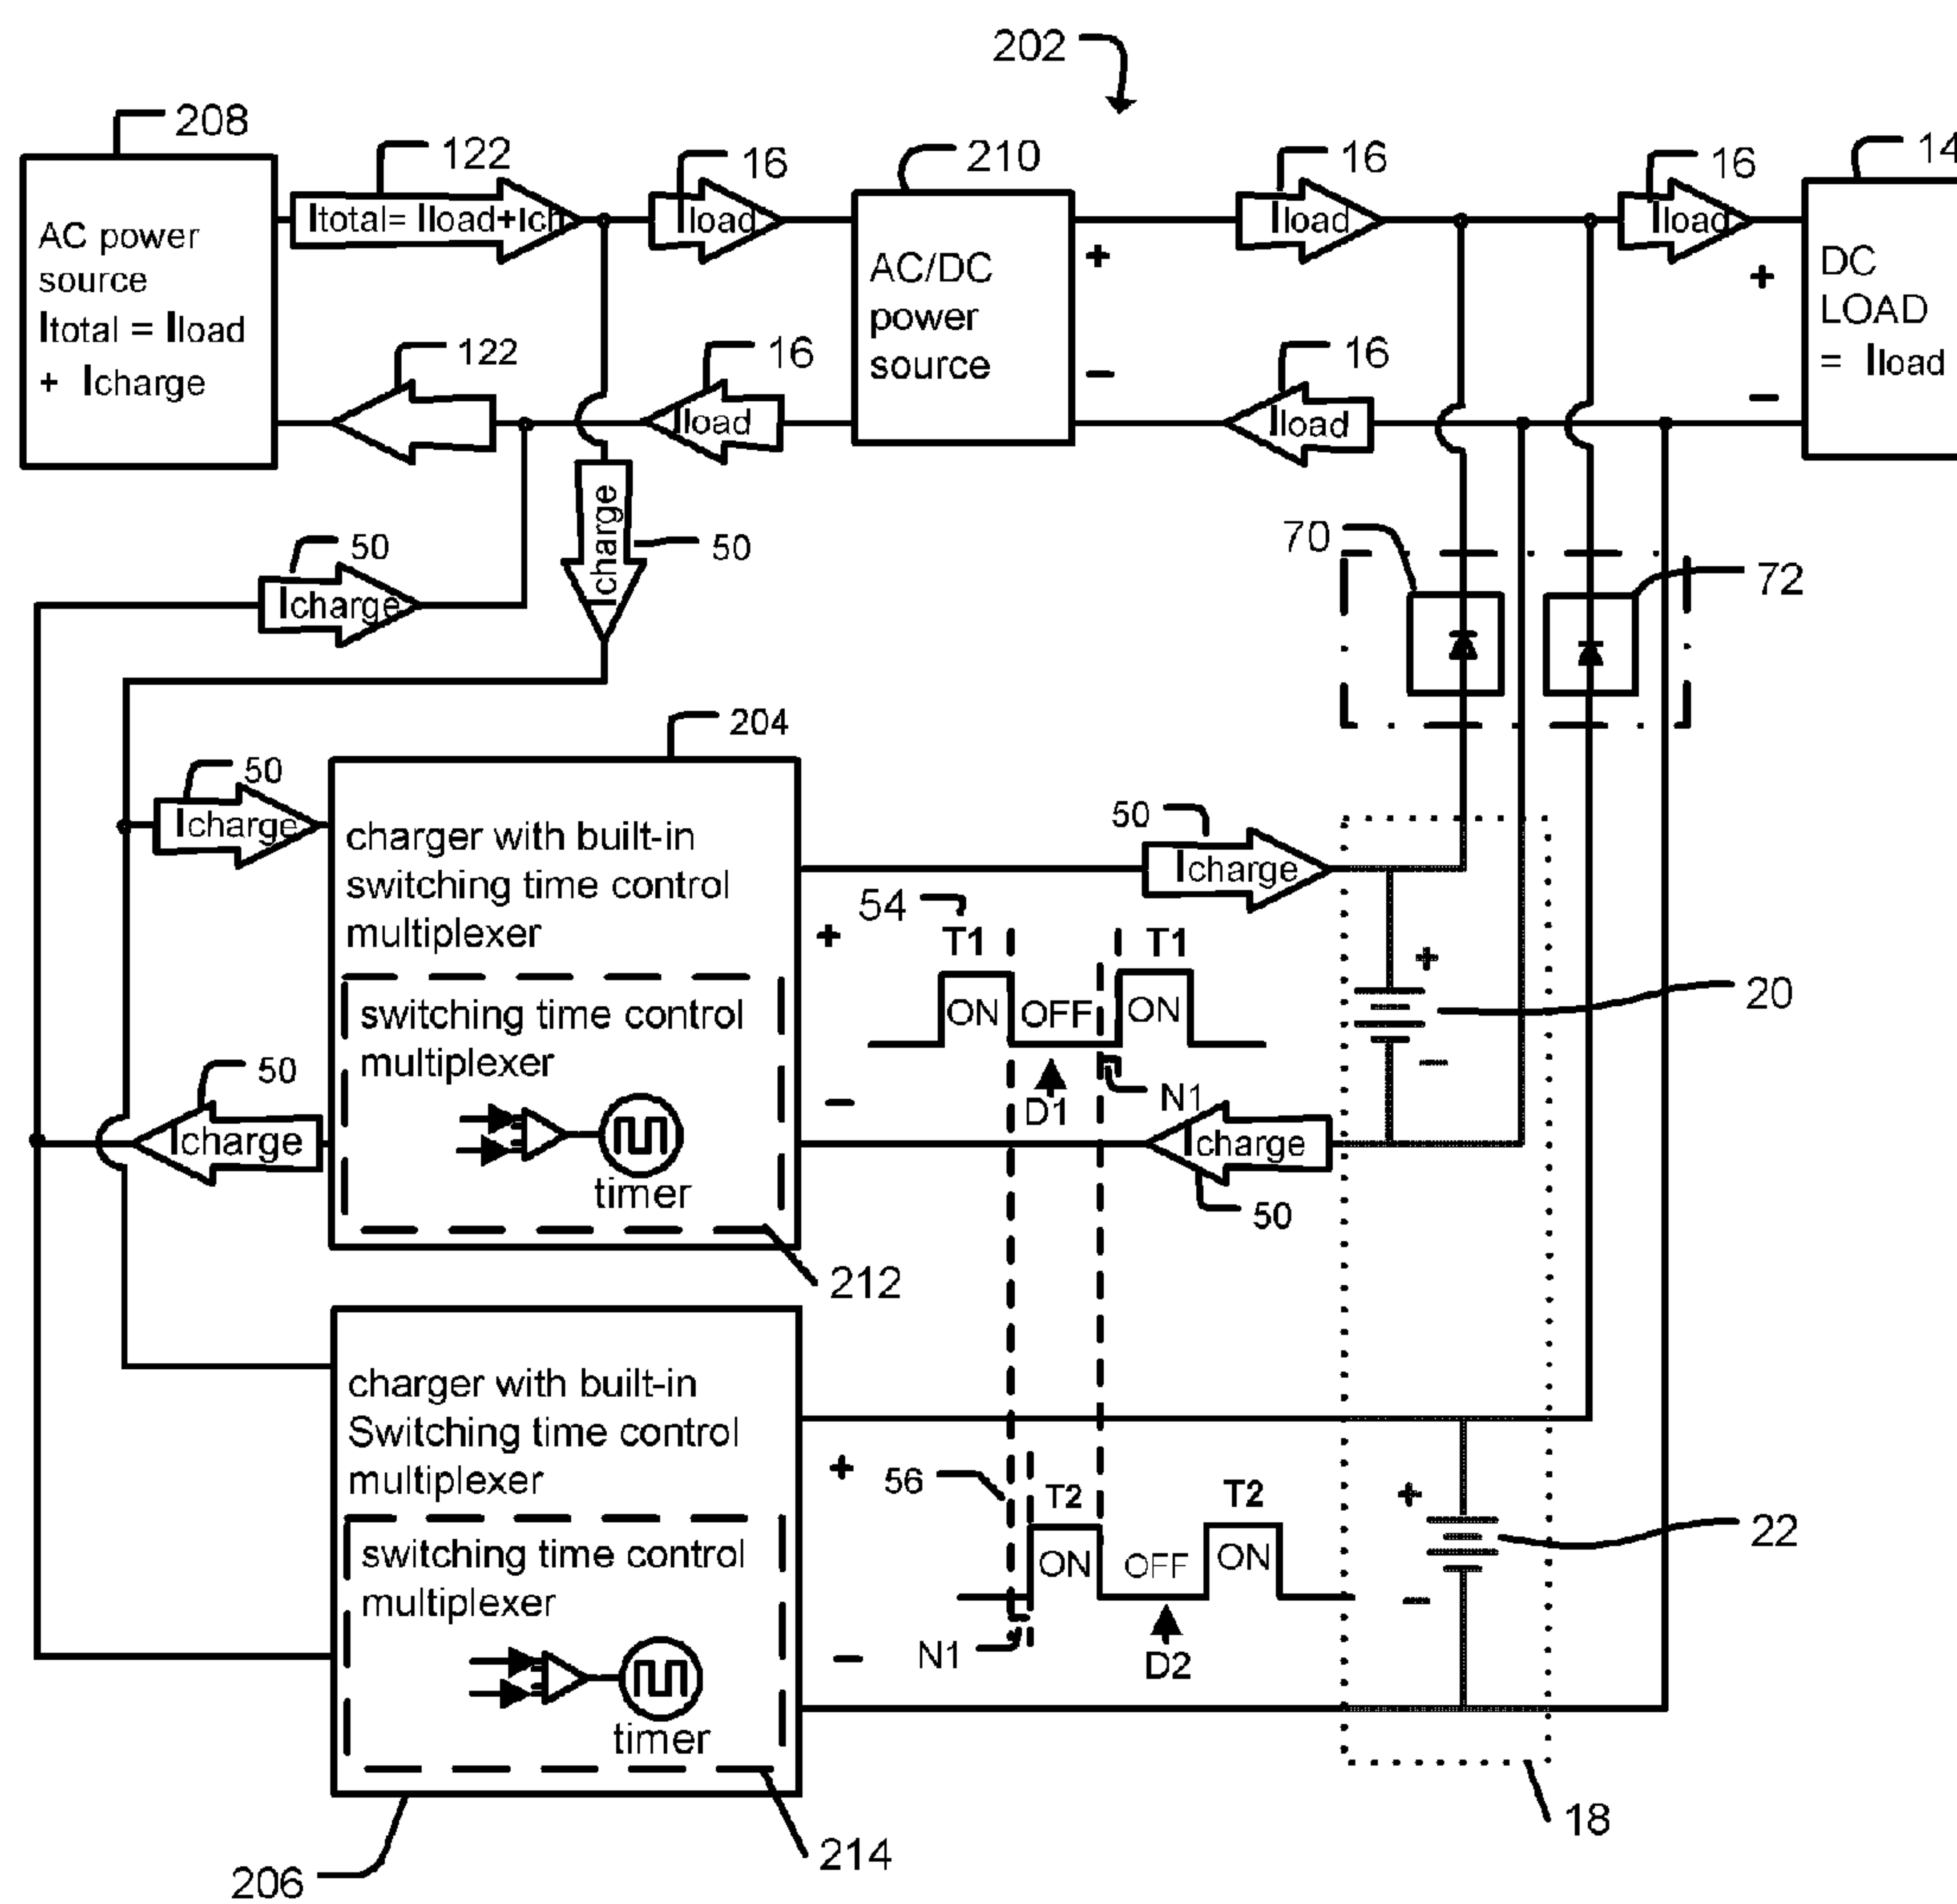 202
208
122
16
210
16
16
14
Itotal= Iload+Ich
Iload
Iload
Iload
AC power
source
Itotal = Iload
+ Icharge
AC/DC
power
source
+
−
+
−
DC
LOAD
= Iload
122
16
16
Iload
Iload
50
Icharge
50
Icharge
70
72
204
50
Icharge
charger with built-in
switching time control
multiplexer
switching time control
multiplexer
timer
50
Icharge
212
50
Icharge
54
T1
T1
+
ON
OFF
ON
−
D1
N1
Icharge
50
+
−
20
charger with built-in
Switching time control
multiplexer
switching time control
multiplexer
timer
206
214
+
56
T2
T2
ON
OFF
ON
N1
−
D2
+
−
22
18